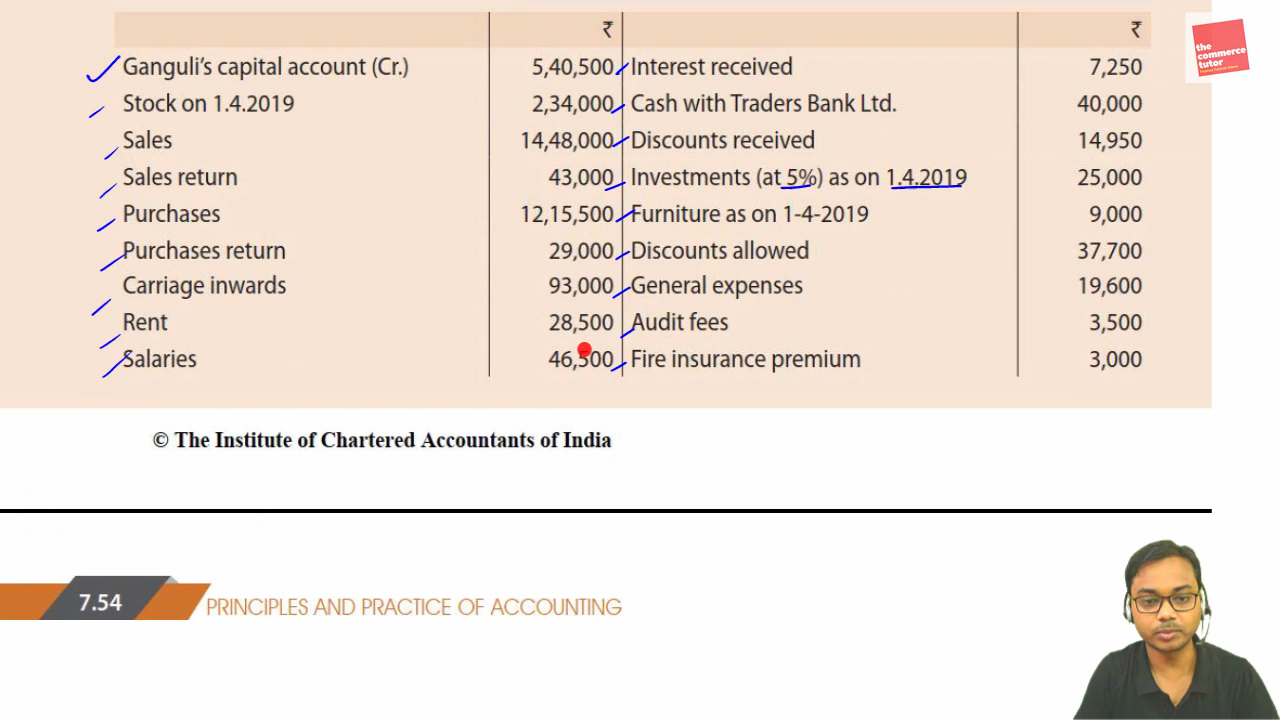 ₹ ₹
Ganguli's capital account (Cr.) 5,40,500 Interest received 7,250
Stock on 1.4.2019 2,34,000 Cash with Traders Bank Ltd. 40,000
Sales 14,48,000 Discounts received 14,950
Sales return 43,000 Investments (at 5%) as on 1.4.2019 25,000
Purchases 12,15,500 Furniture as on 1-4-2019 9,000
Purchases return 29,000 Discounts allowed 37,700
Carriage inwards 93,000 General expenses 19,600
Rent 28,500 Audit fees 3,500
Salaries 46,500 Fire insurance premium 3,000
the
commerce
tutor
© The Institute of Chartered Accountants of India
7.54 PRINCIPLES AND PRACTICE OF ACCOUNTING